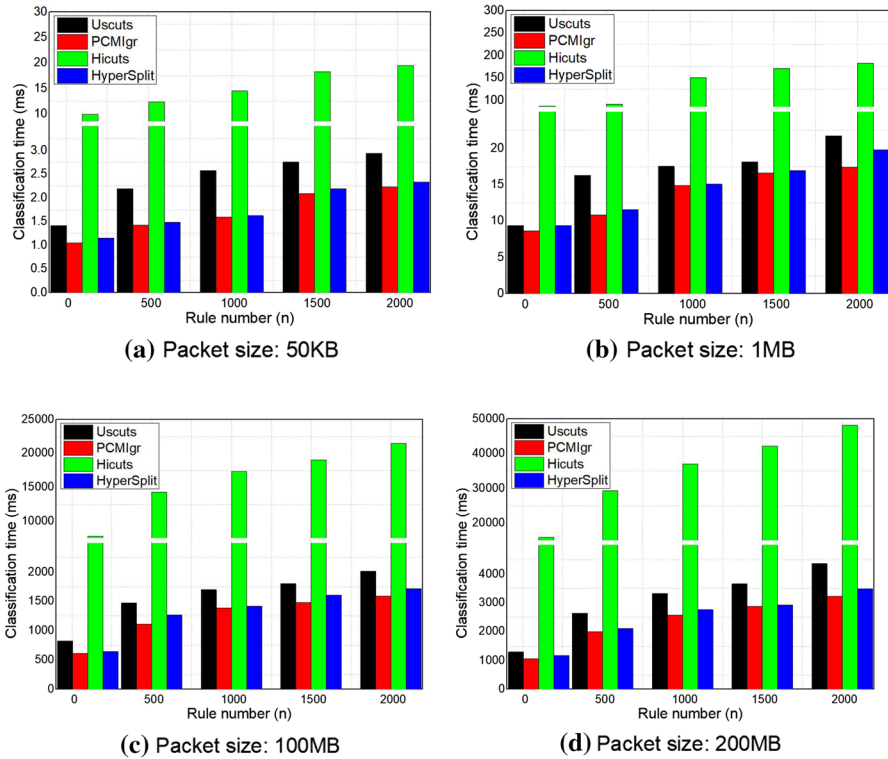 Classification time (ms)
30
25
20
15
10
3.0
2.5
2.0
1.5
1.0
0.5
0.0
Uscuts
PCMIgr
Hicuts
HyperSplit
0 500 1000 1500 2000
Rule number (n)
(a) Packet size: 50KB
Classification time (ms)
300
250
200
150
100
20
15
10
5
0
Uscuts
PCMIgr
Hicuts
HyperSplit
0 500 1000 1500 2000
Rule number (n)
(b) Packet size: 1MB
Classification time (ms)
25000
20000
15000
10000
2000
1500
1000
500
0
Uscuts
PCMIgr
Hicuts
HyperSplit
0 500 1000 1500 2000
Rule number (n)
(c) Packet size: 100MB
Classification time (ms)
50000
40000
30000
20000
4000
3000
2000
1000
0
Uscuts
PCMIgr
Hicuts
HyperSplit
0 500 1000 1500 2000
Rule number (n)
(d) Packet size: 200MB